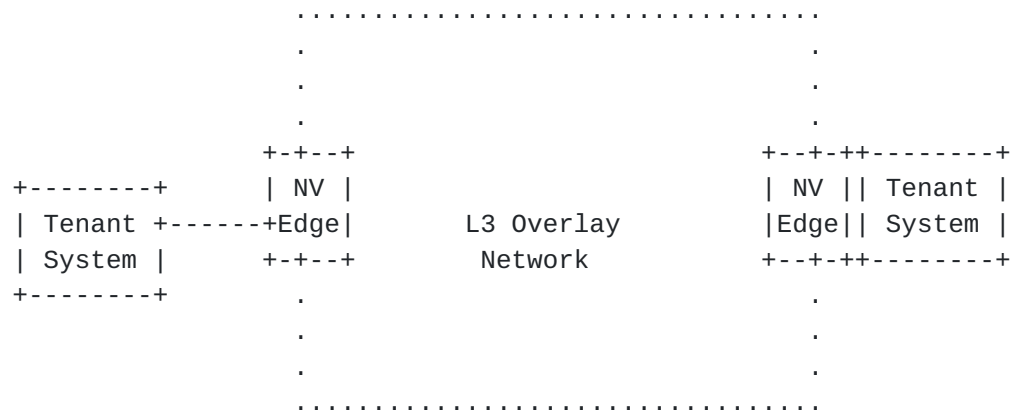 ..................................
.                                 .
.                                 .
.                                 .
+-+--+                           +--+-++--------+
+--------+      | NV |                           | NV || Tenant |
| Tenant +------+Edge|       L3 Overlay         |Edge|| System |
| System |      +-+--+        Network           +--+-++--------+
+--------+        .                                 .
.                                 .
.                                 .
..................................